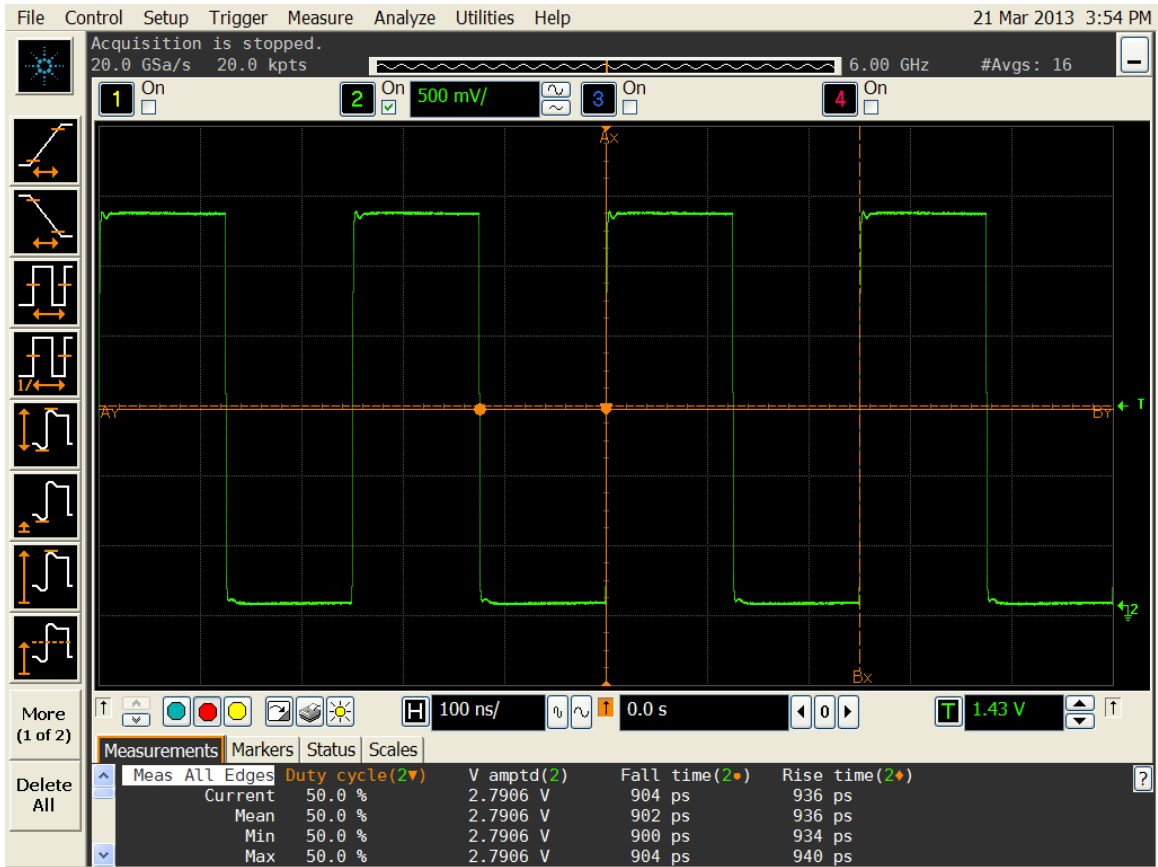 File Control Setup Trigger Measure Analyze Utilities Help 21 Mar 2013 3:54 PM
Acquisition is stopped.
20.0 GSa/s 20.0 kpts 6.00 GHz #Avgs: 16
1 On 2 On 500 mV/ 3 On 4 On
Ax
AY BY
T
2
1/
Bx
More
(1 of 2)
Delete
All
H 100 ns/ 0.0 s 0 T 1.43 V
Measurements Markers Status Scales
Meas All Edges Duty cycle(2▼) V amptd(2) Fall time(2●) Rise time(2♦) ?
Current 50.0 % 2.7906 V 904 ps 936 ps
Mean 50.0 % 2.7906 V 902 ps 936 ps
Min 50.0 % 2.7906 V 900 ps 934 ps
Max 50.0 % 2.7906 V 904 ps 940 ps